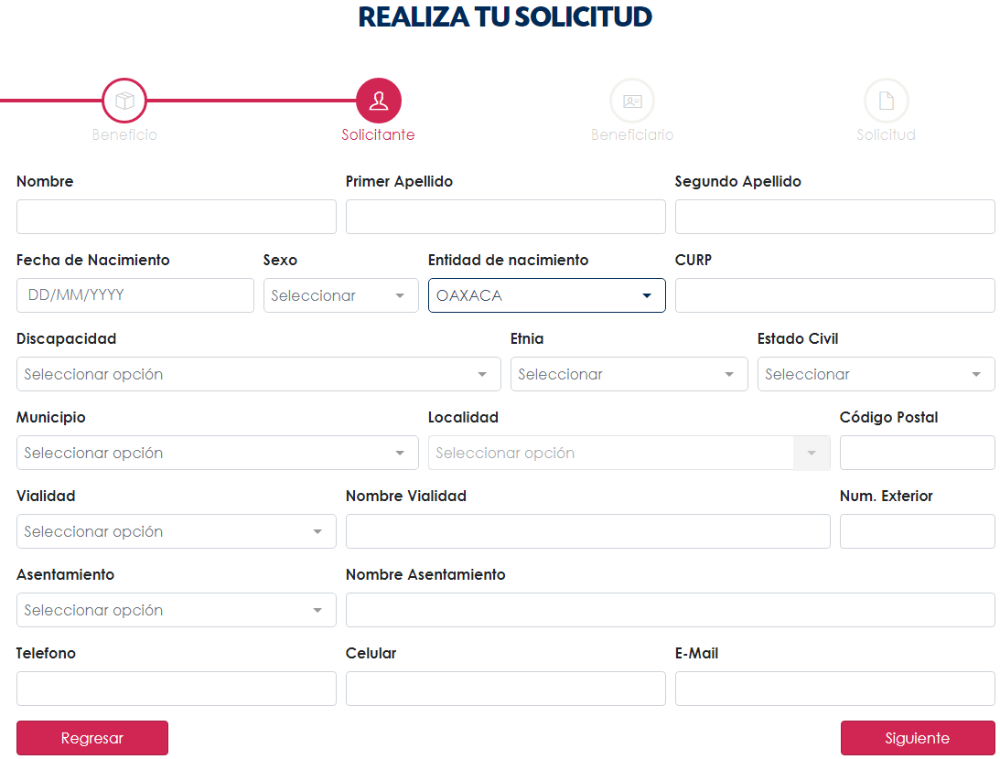 REALIZA TU SOLICITUD
Beneficio
Solicitante
Beneficiario
Solicitud
Nombre
Primer Apellido
Segundo Apellido
Fecha de Nacimiento
Sexo
Entidad de nacimiento
CURP
DD/MM/YYYY
Seleccionar
OAXACA
Discapacidad
Etnia
Estado Civil
Seleccionar opción
Seleccionar
Seleccionar
Municipio
Localidad
Código Postal
Seleccionar opción
Seleccionar opción
Vialidad
Nombre Vialidad
Num. Exterior
Seleccionar opción
Asentamiento
Nombre Asentamiento
Seleccionar opción
Telefono
Celular
E-Mail
Regresar
Siguiente